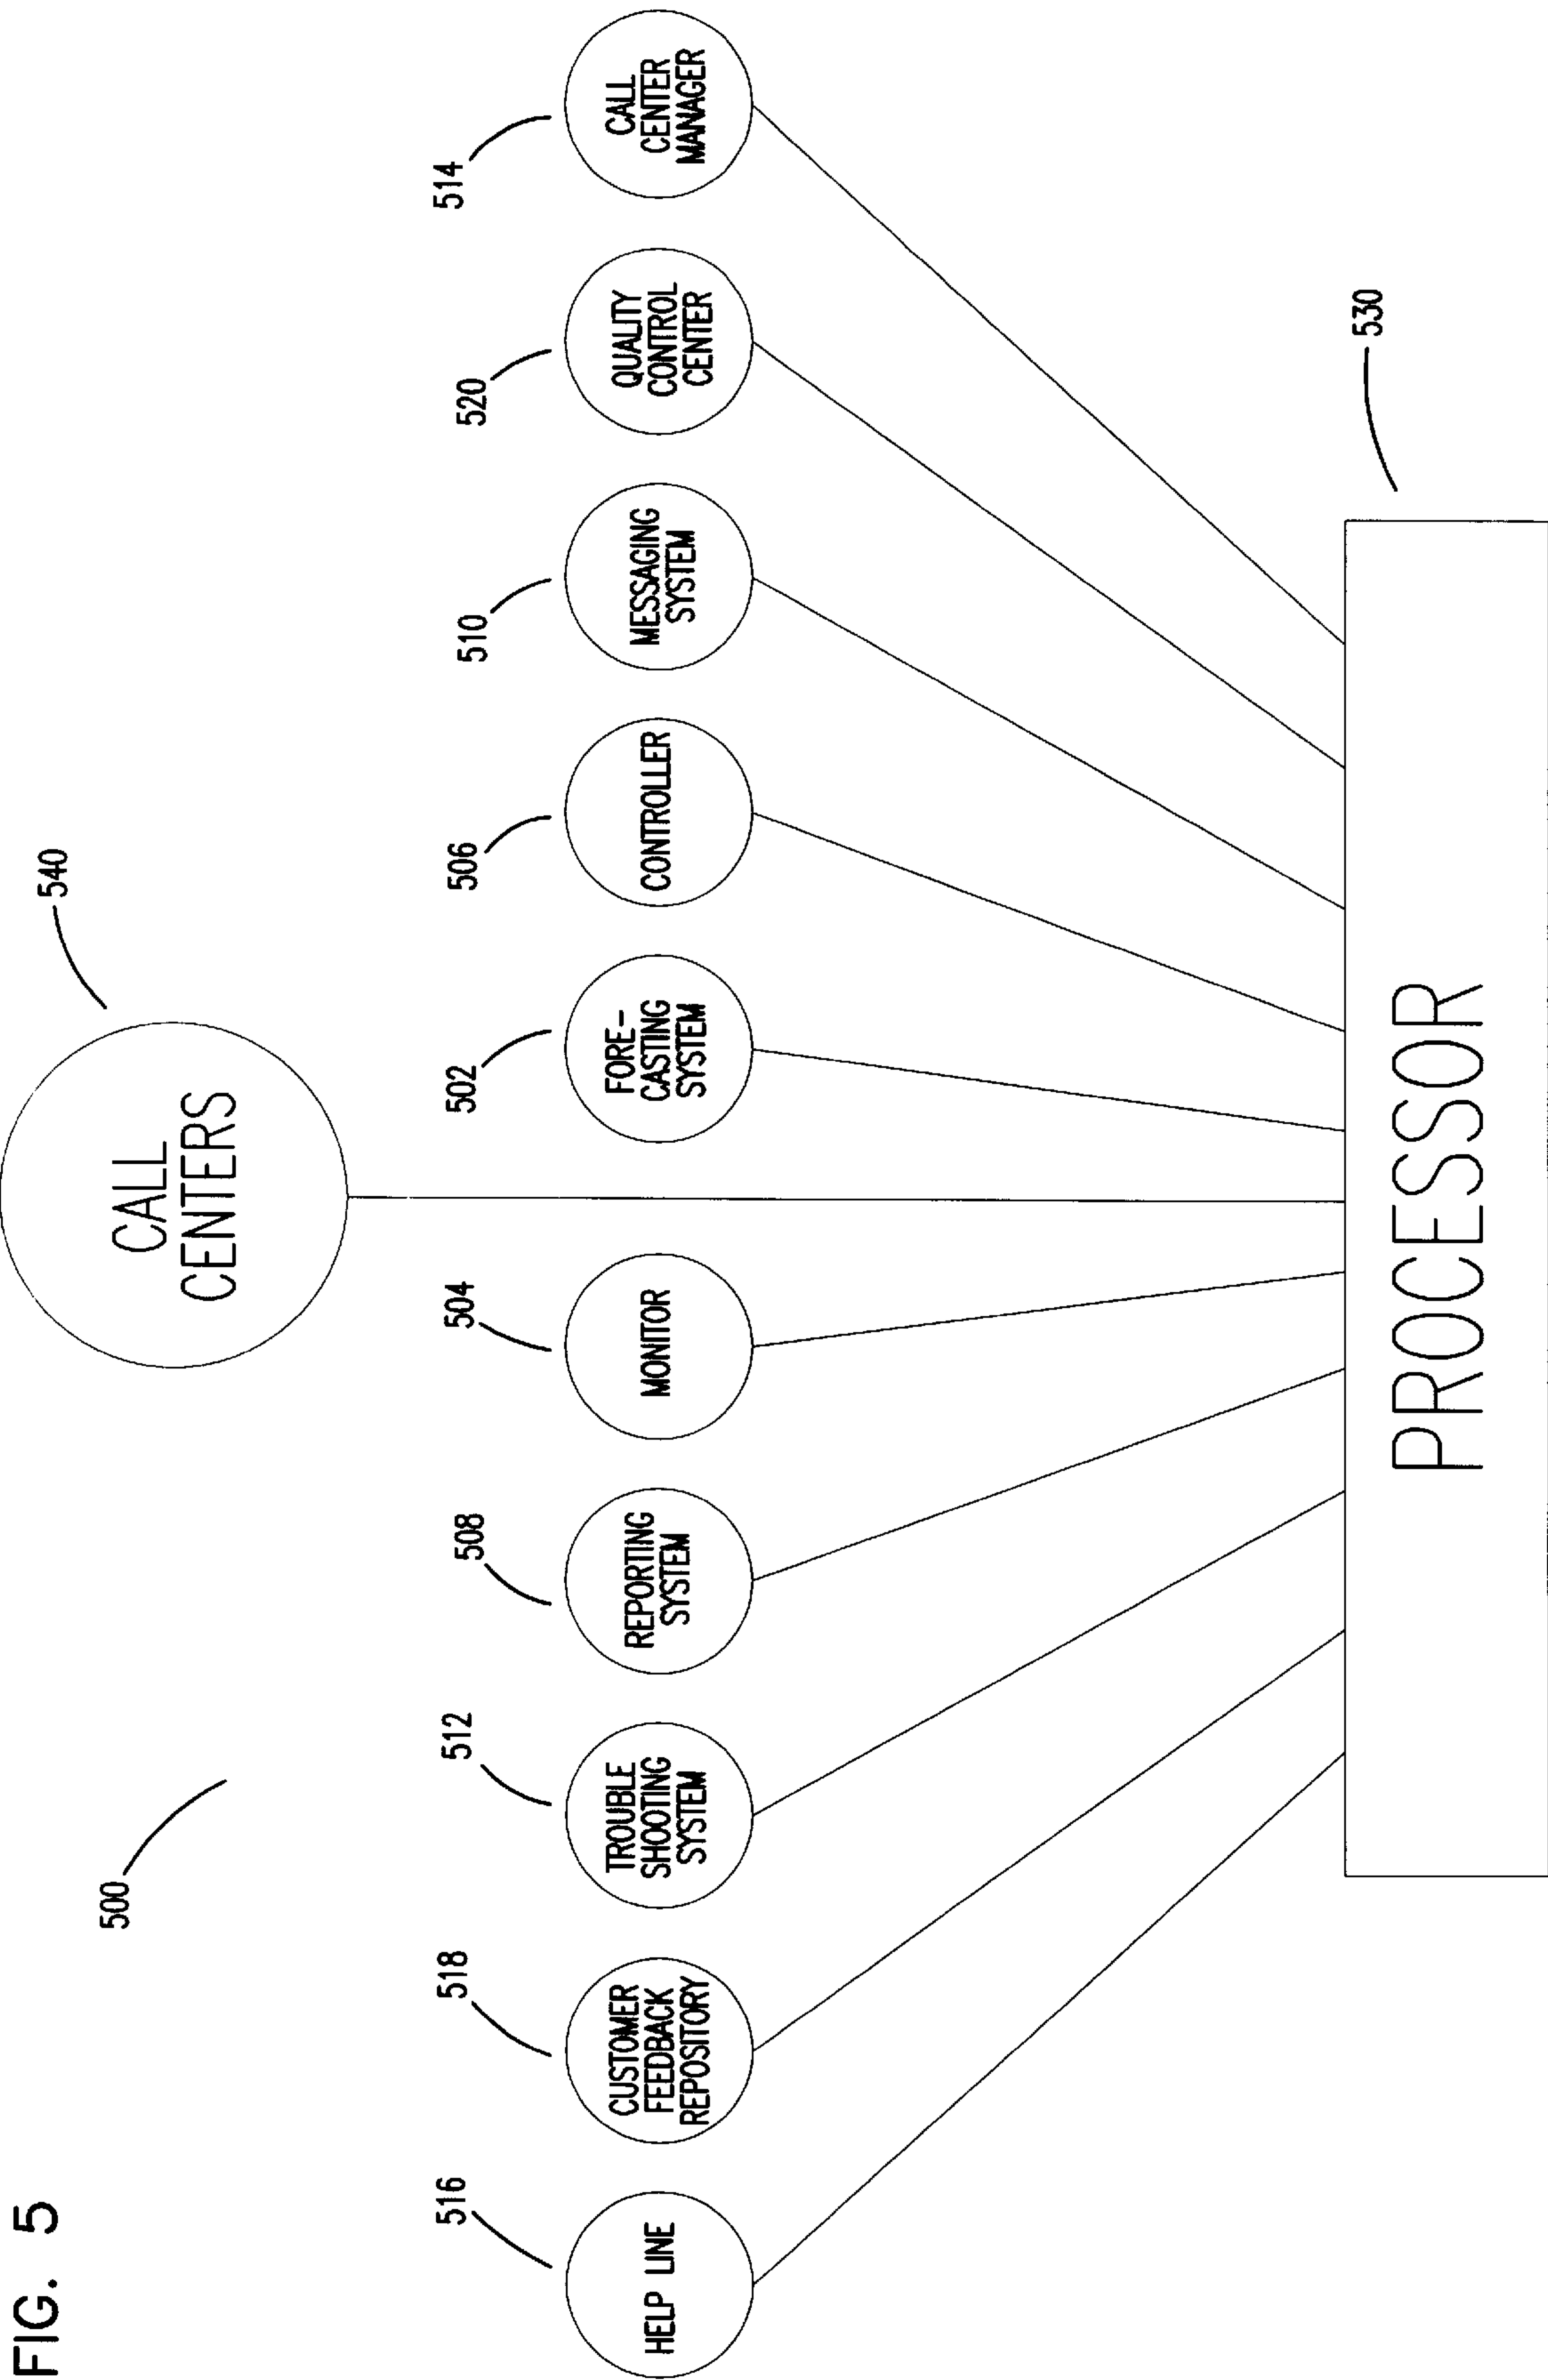 FIG. 5
500
540
CALL
CENTERS
516
518
512
508
504
502
506
510
520
514
HELP LINE
CUSTOMER
FEEDBACK
REPOSITORY
TROUBLE
SHOOTING
SYSTEM
REPORTING
SYSTEM
MONITOR
FORE-
CASTING
SYSTEM
CONTROLLER
MESSAGING
SYSTEM
QUALITY
CONTROL
CENTER
CALL
CENTER
MANAGER
530
PROCESSOR